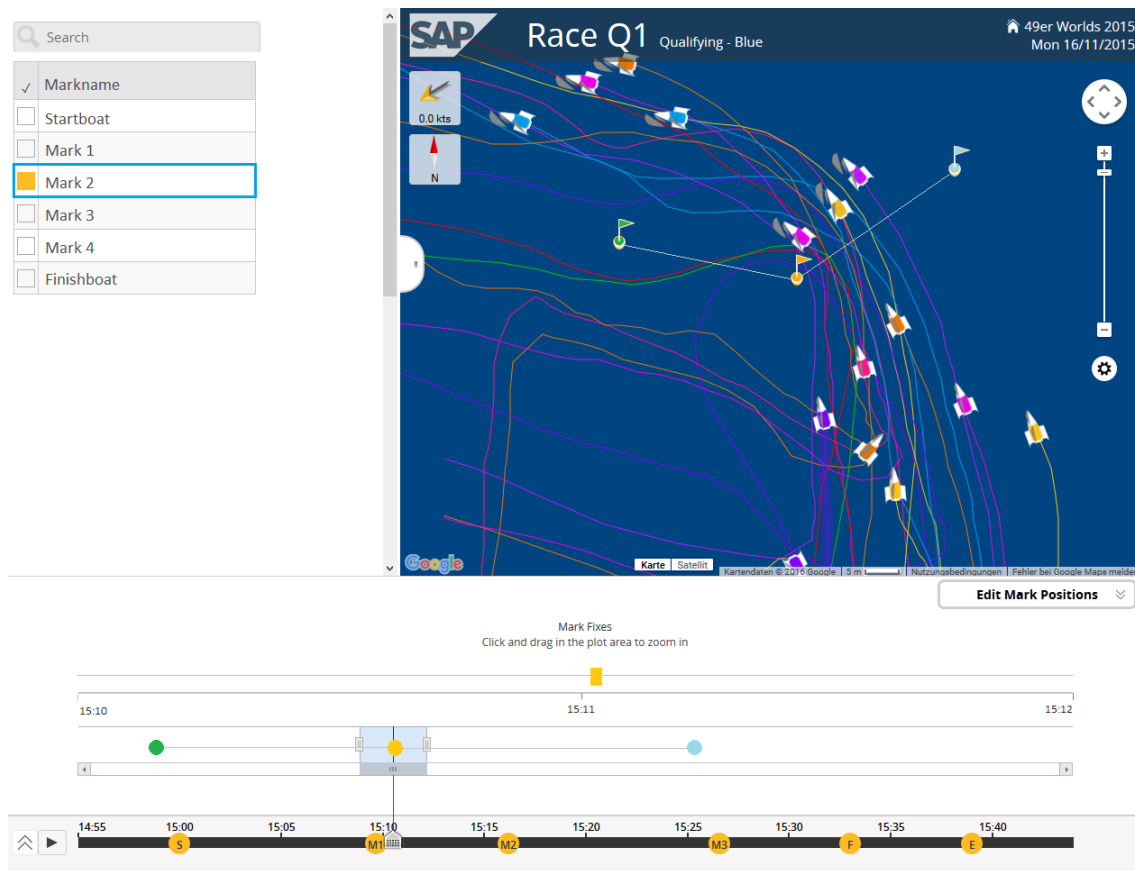 Search
✓ Markname
Startboat
Mark 1
Mark 2
Mark 3
Mark 4
Finishboat
SAP
Race Q1 Qualifying - Blue
49er Worlds 2015
Mon 16/11/2015
0.0 kts
N
Google
Karte Satellit
Kartendaten © 2016 Google 5 m Nutzungsbedingungen Fehler bei Google Maps melden
Edit Mark Positions
Mark Fixes
Click and drag in the plot area to zoom in
15:10 15:11 15:12
14:55 15:00 15:05 15:10 15:15 15:20 15:25 15:30 15:35 15:40
S M1 M2 M3 F E